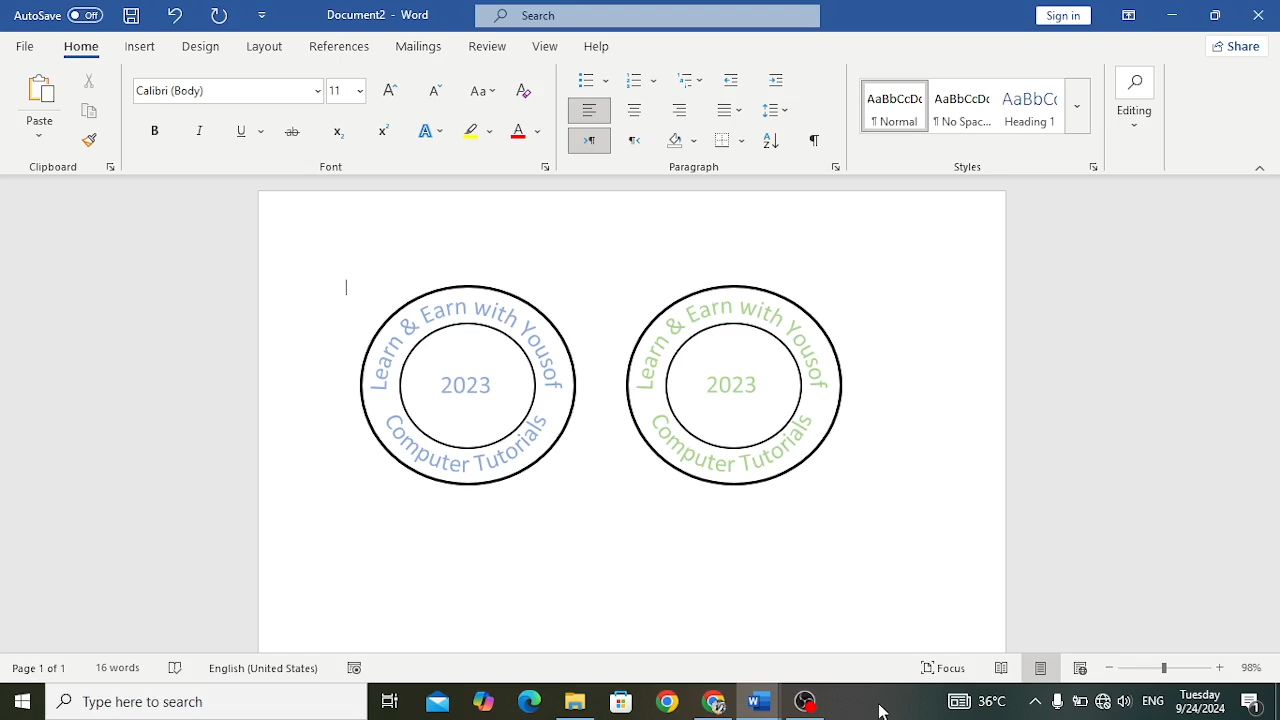 AutoSave Off
Document2 - Word
Search
Sign in
File Home Insert Design Layout References Mailings Review View Help
Share
Paste
Clipboard
Calibri (Body) 11
Font
Paragraph
AaBbCcDc AaBbCcDc AaBbCc
¶ Normal ¶ No Spac... Heading 1
Styles
Editing
Learn & Earn with Yousof
2023
Computer Tutorials
Learn & Earn with Yousof
2023
Computer Tutorials
Page 1 of 1 16 words English (United States)
Focus
98%
Type here to search
36°C
ENG
Tuesday
9/24/2024
1